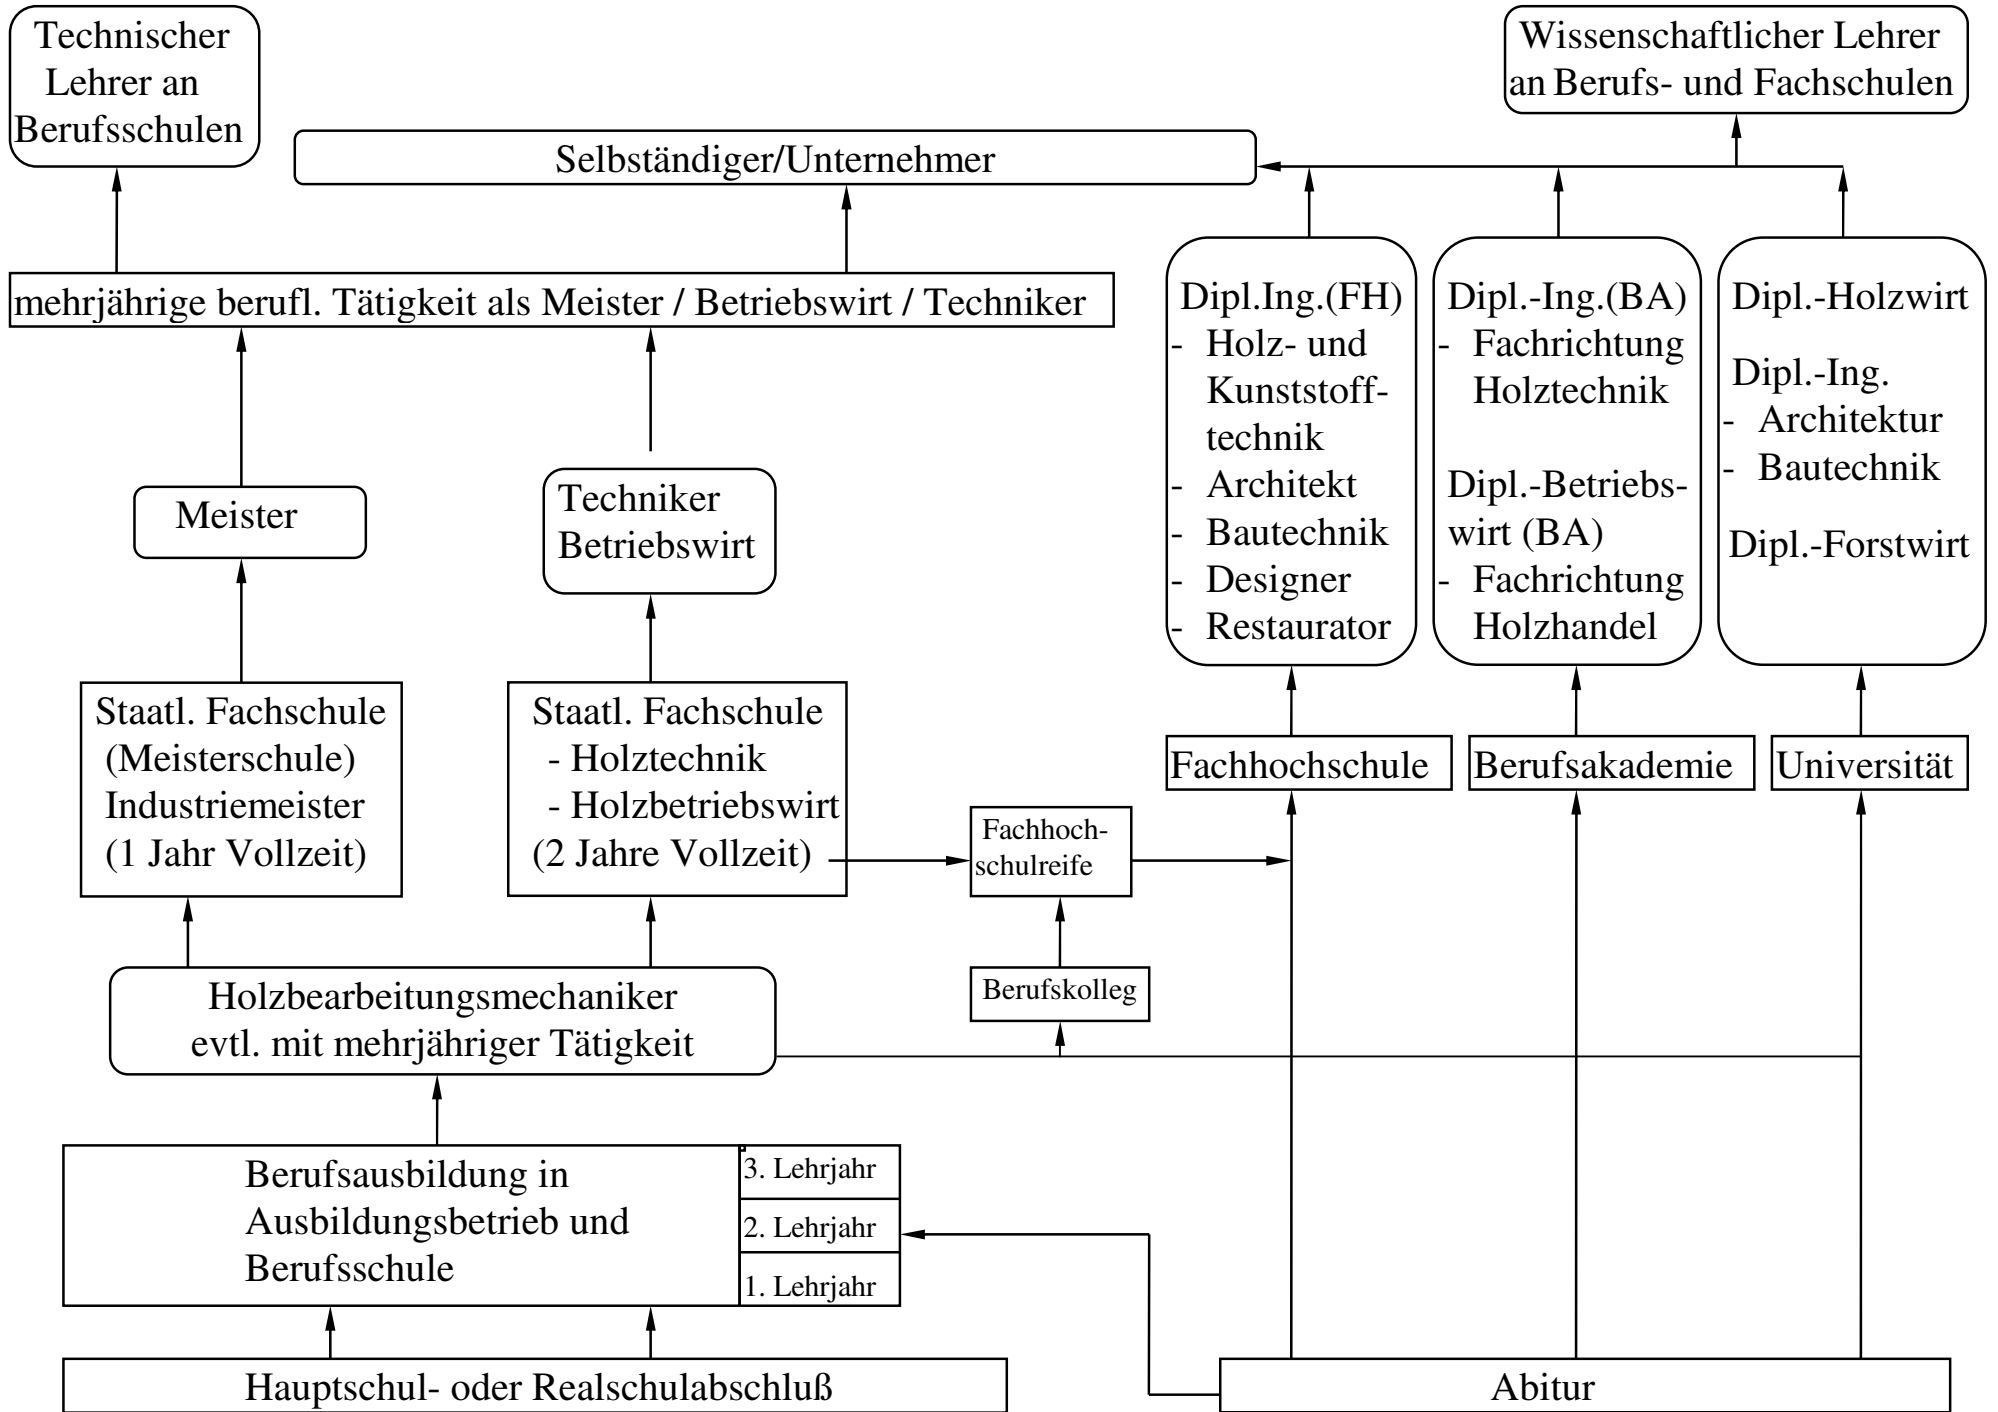 Technischer
Lehrer an
Berufsschulen
Wissenschaftlicher Lehrer
an Berufs- und Fachschulen
Selbständiger/Unternehmer
mehrjährige berufl. Tätigkeit als Meister / Betriebswirt / Techniker
Dipl.Ing.(FH)
- Holz- und
Kunststoff-
technik
- Architekt
- Bautechnik
- Designer
- Restaurator
Dipl.-Ing.(BA)
- Fachrichtung
Holztechnik
Dipl.-Betriebs-
wirt (BA)
- Fachrichtung
Holzhandel
Dipl.-Holzwirt
Dipl.-Ing.
- Architektur
- Bautechnik
Dipl.-Forstwirt
Meister
Techniker
Betriebswirt
Staatl. Fachschule
(Meisterschule)
Industriemeister
(1 Jahr Vollzeit)
Staatl. Fachschule
- Holztechnik
- Holzbetriebswirt
(2 Jahre Vollzeit)
Fachhochschule
Berufsakademie
Universität
Fachhoch-
schulreife
Berufskolleg
Holzbearbeitungsmechaniker
evtl. mit mehrjähriger Tätigkeit
Berufsausbildung in
Ausbildungsbetrieb und
Berufsschule
3. Lehrjahr
2. Lehrjahr
1. Lehrjahr
Hauptschul- oder Realschulabschluß
Abitur